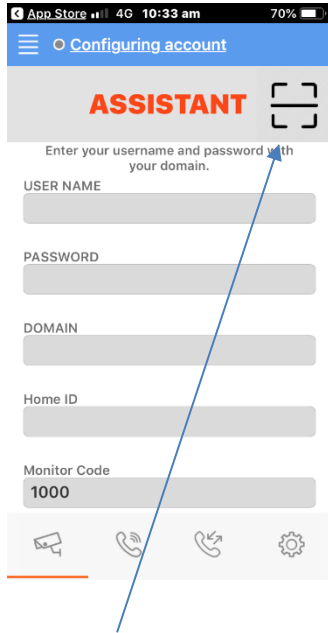 App Store 4G 10:33 am 70%
Configuring account
ASSISTANT
Enter your username and password with
your domain.
USER NAME
PASSWORD
DOMAIN
Home ID
Monitor Code
1000